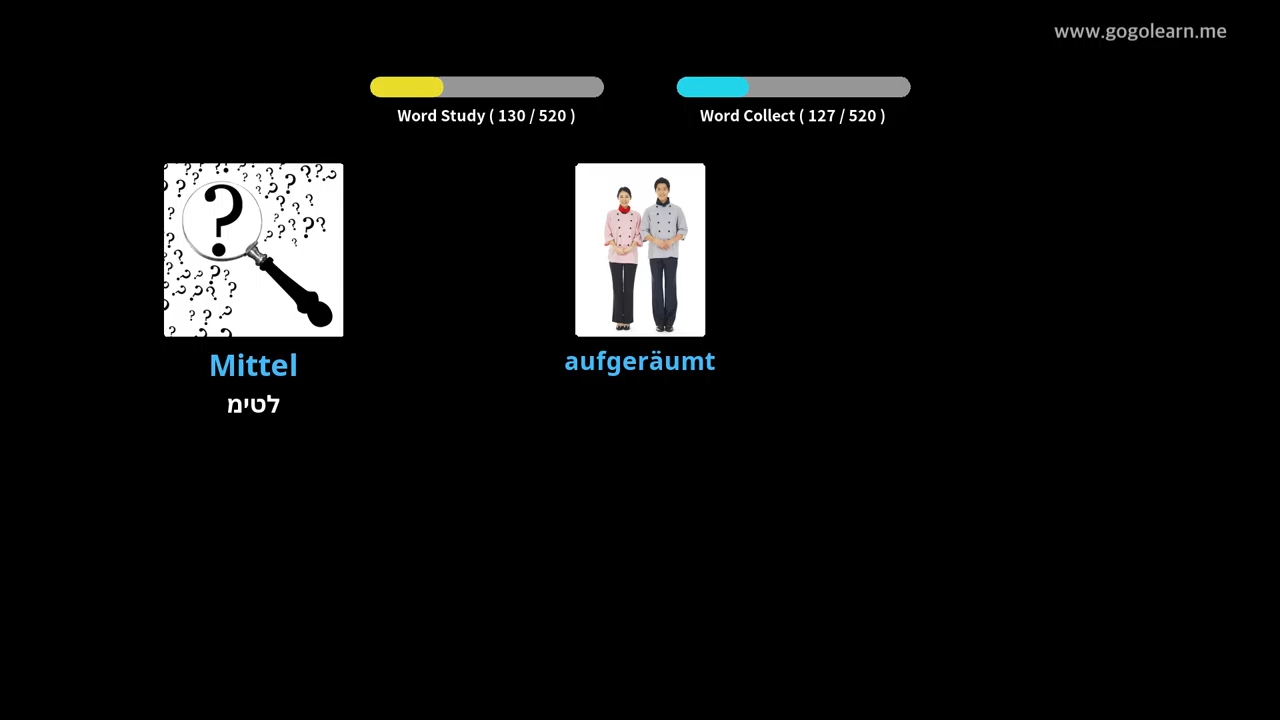 www.gogolearn.me
Word Study ( 130 / 520 )
Word Collect ( 127 / 520 )
Mittel
לטימ
aufgeräumt